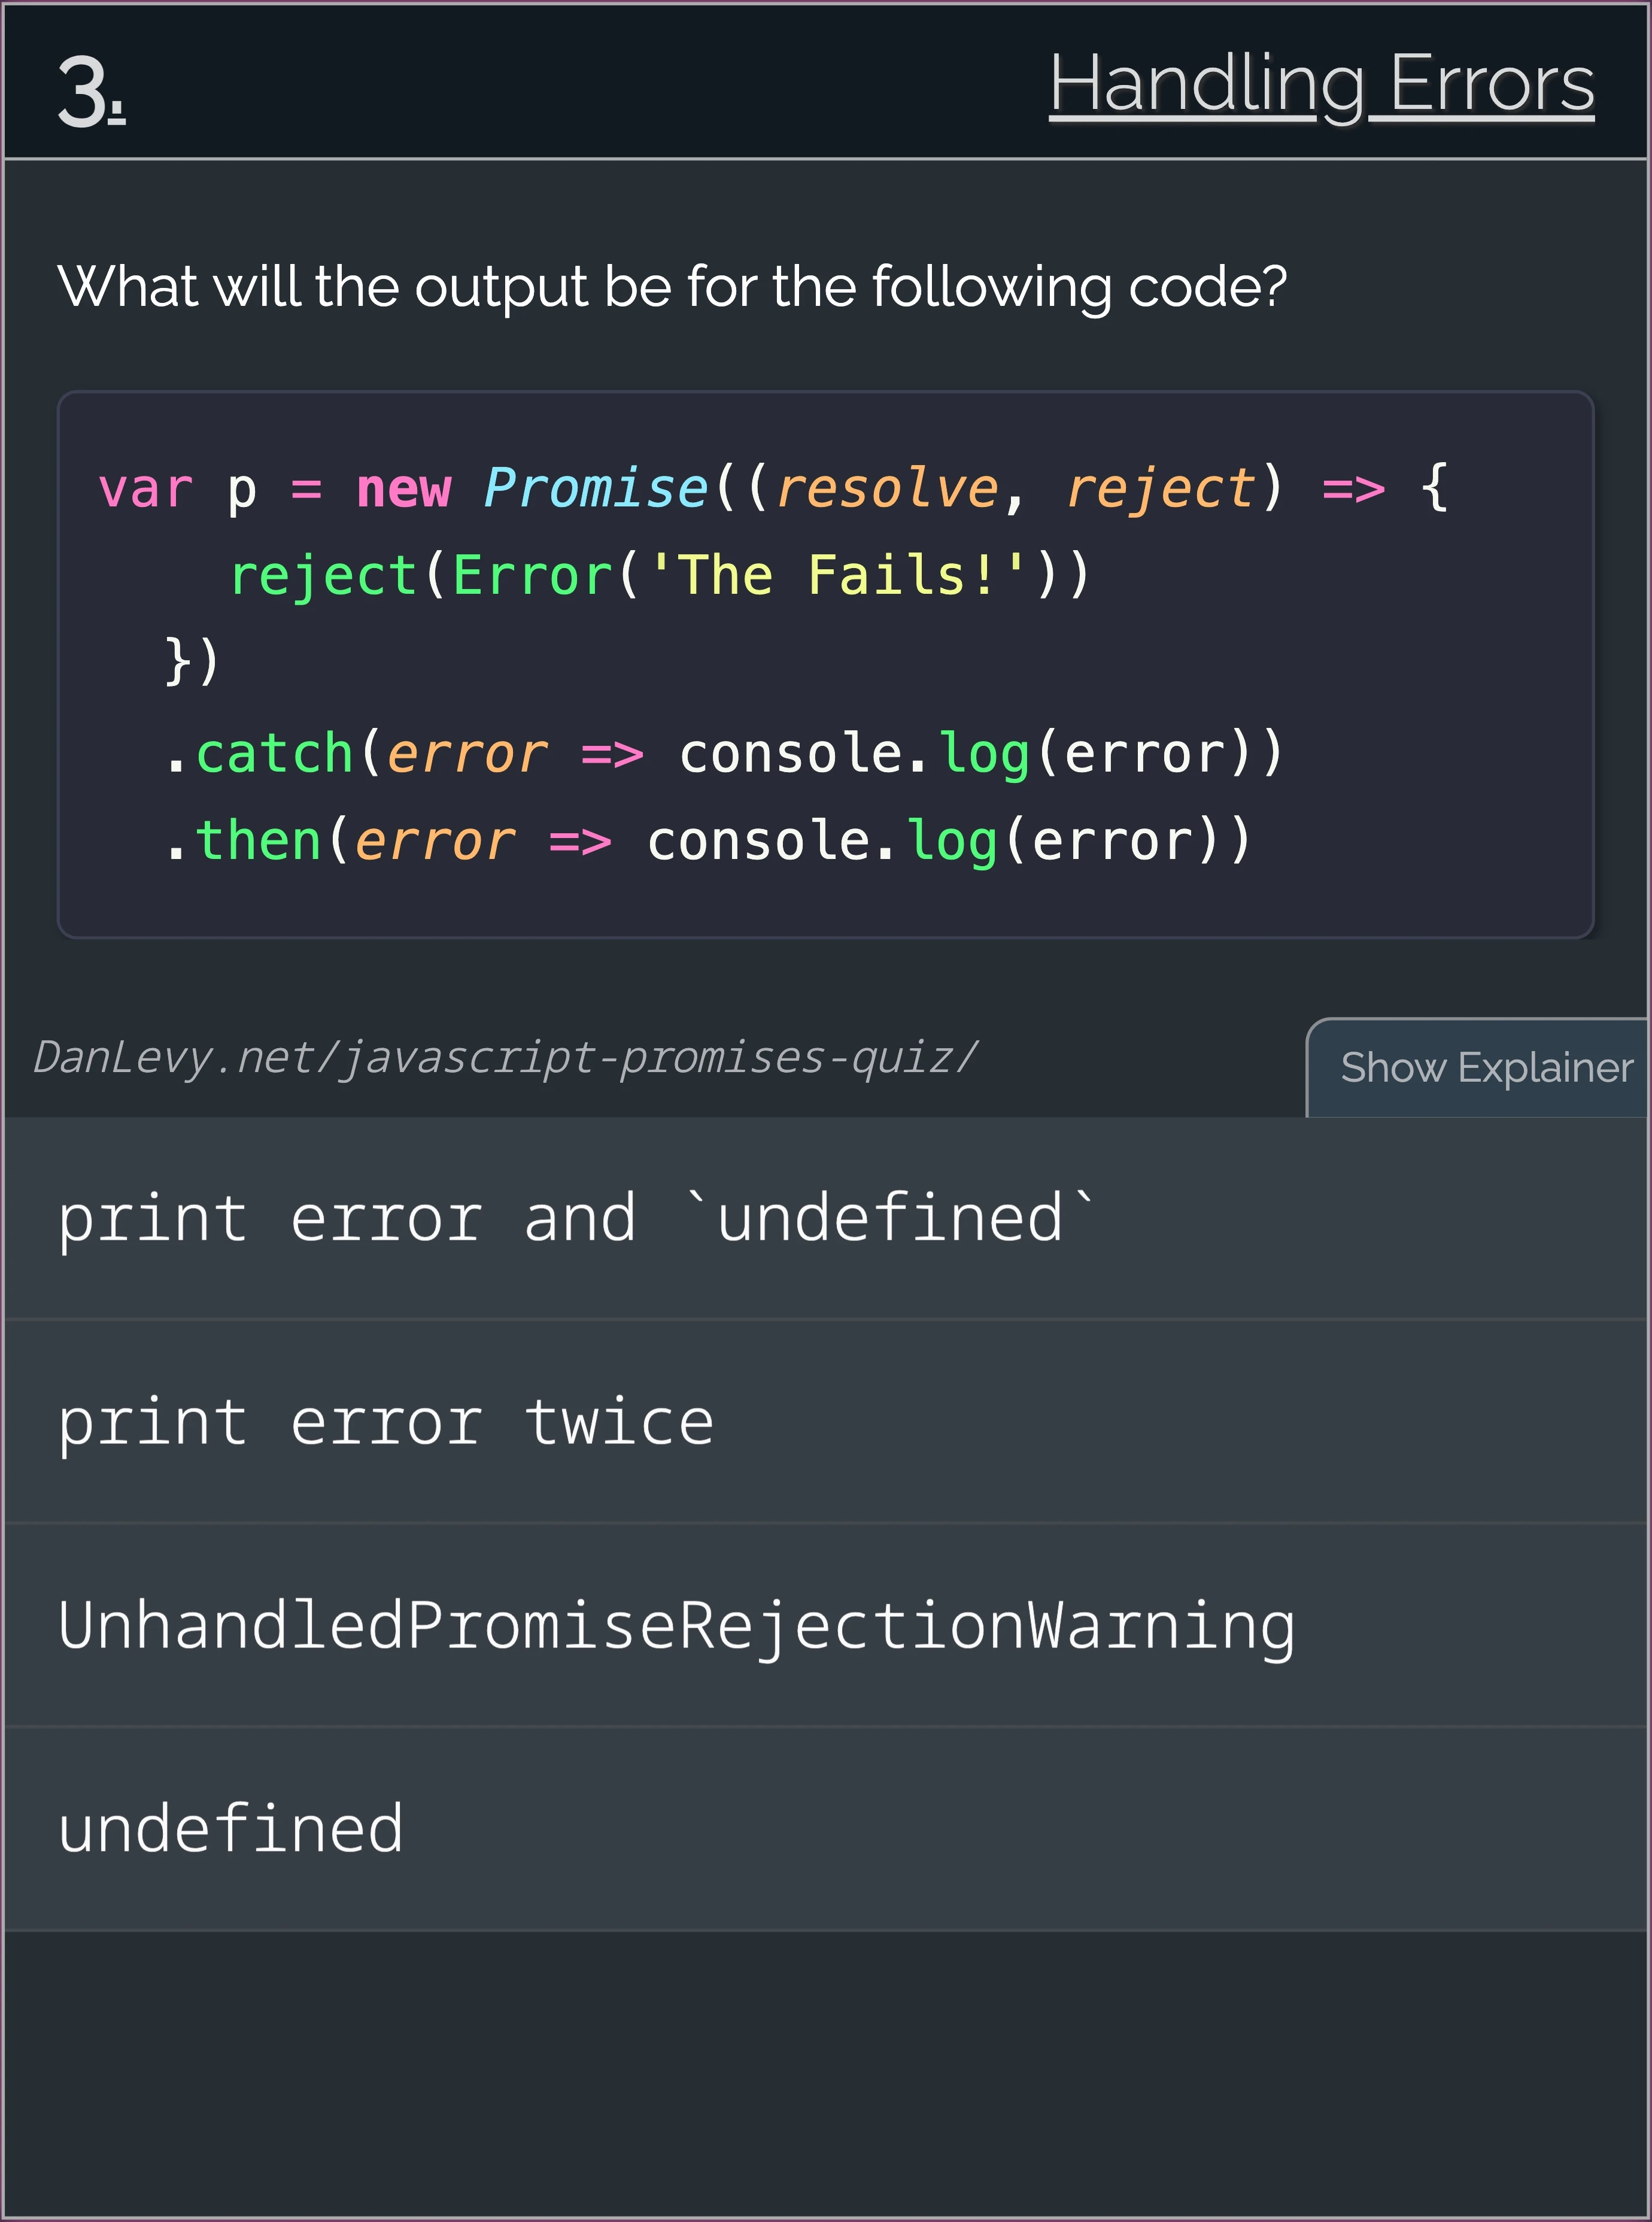 3.
Handling Errors
What will the output be for the following code?
var p = new Promise((resolve, reject) => {
    reject(Error('The Fails!'))
  })
  .catch(error => console.log(error))
  .then(error => console.log(error))
DanLevy.net/javascript-promises-quiz/
Show Explainer
print error and `undefined`
print error twice
UnhandledPromiseRejectionWarning
undefined